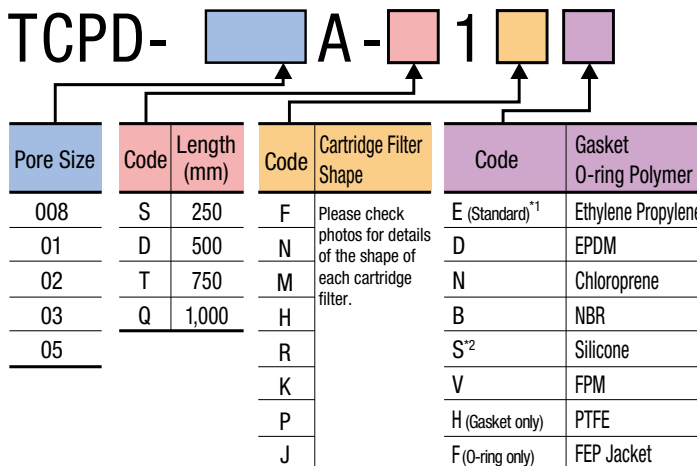 TCPD- A - 1
Pore Size
008
01
02
03
05
Code Length (mm)
S 250
D 500
T 750
Q 1,000
Code Cartridge Filter Shape
F
N
M
H
R
K
P
J
Please check
photos for details
of the shape of
each cartridge
filter.
Code Gasket O-ring Polymer
E (Standard)*1 Ethylene Propylene
D EPDM
N Chloroprene
B NBR
S*2 Silicone
V FPM
H (Gasket only) PTFE
F (O-ring only) FEP Jacket